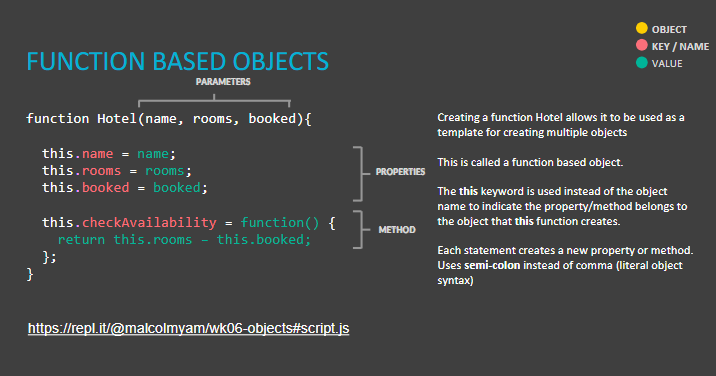 OBJECT
KEY / NAME
VALUE
FUNCTION BASED OBJECTS
PARAMETERS
function Hotel(name, rooms, booked){
this.name = name;
this.rooms = rooms;
this.booked = booked;
PROPERTIES
this.checkAvailability = function() {
return this.rooms – this.booked;
};
METHOD
}
https://repl.it/@malcolmyam/wk06-objects#script.js
Creating a function Hotel allows it to be used as a
template for creating multiple objects
This is called a function based object.
The this keyword is used instead of the object
name to indicate the property/method belongs to
the object that this function creates.
Each statement creates a new property or method.
Uses semi-colon instead of comma (literal object
syntax)